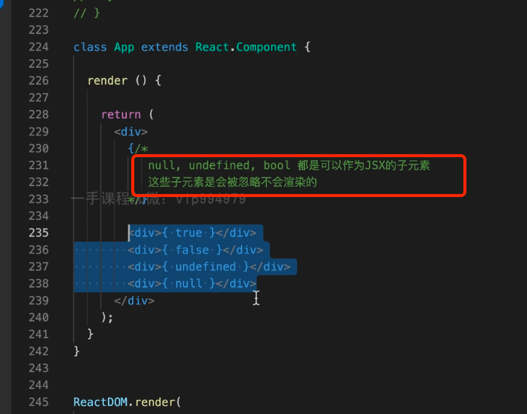 222 // }
223
224 class App extends React.Component {
225
226 render () {
227
228 return (
229 <div>
230 {/*
231 null, undefined, bool 都是可以作为JSX的子元素
232 这些子元素是会被忽略不会渲染的
233 */}
一手课程 微信：vip994979
234
235 <div>{ true }</div>
236 <div>{ false }</div>
237 <div>{ undefined }</div>
238 <div>{ null }</div>
239 </div>
240 );
241 }
242 }
243
244
245 ReactDOM.render(